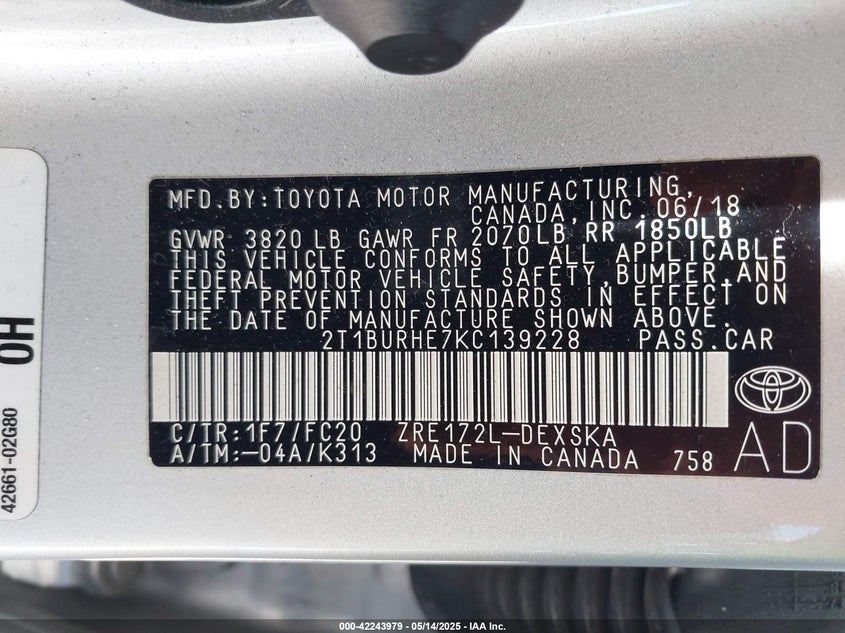 MFD.BY:TOYOTA MOTOR MANUFACTURING,
CANADA,INC.06/18
GVWR 3820 LB GAWR FR 2070LB RR 1850LB
THIS VEHICLE CONFORMS TO ALL APPLICABLE
FEDERAL MOTOR VEHICLE SAFETY,BUMPER,AND
THEFT PREVENTION STANDARDS IN EFFECT ON
THE DATE OF MANUFACTURE SHOWN ABOVE.
2T1BURHE7KC139228 PASS.CAR
C/TR:1F7/FC20 ZRE172L-DEXSKA
A/TM:-04A/K313 MADE IN CANADA 758
AD
OH
42661-02G80
000-42243979 - 05/14/2025 - IAA Inc.